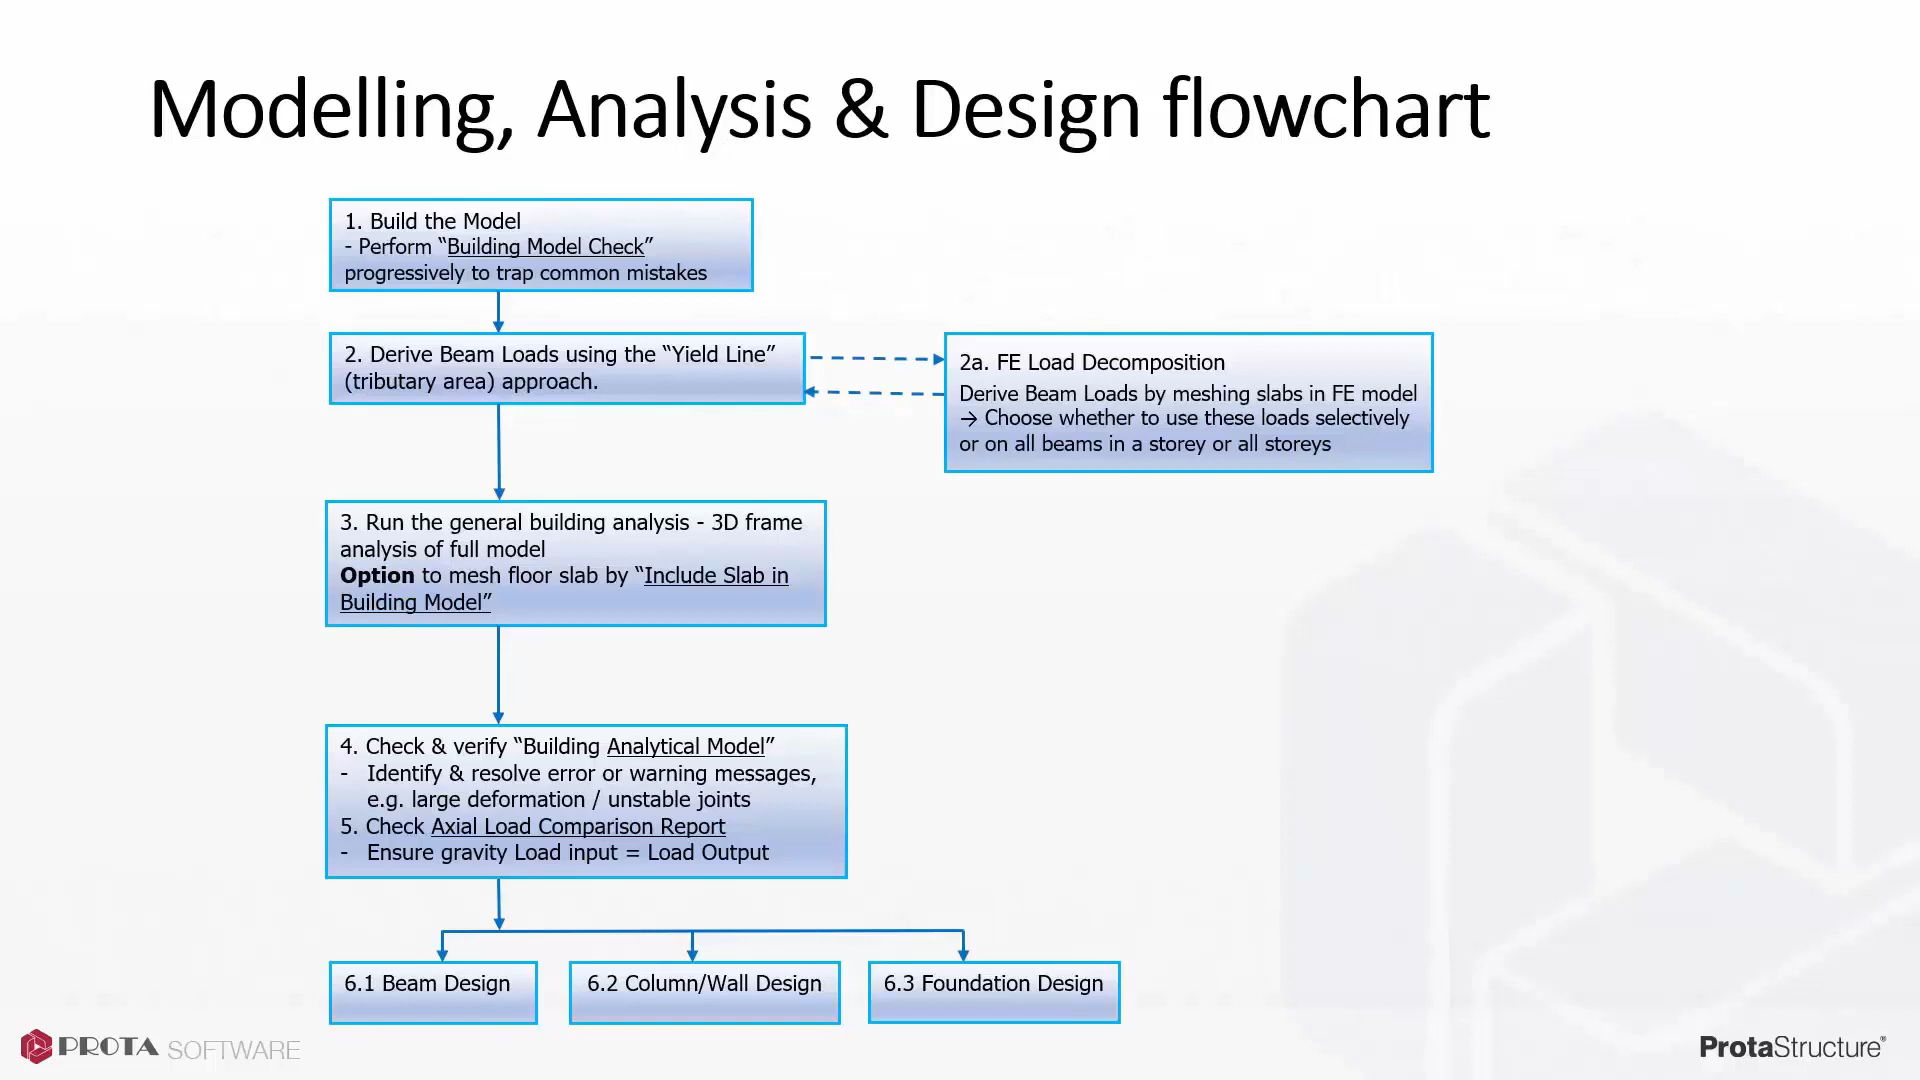 Modelling, Analysis & Design flowchart
1. Build the Model
- Perform “Building Model Check”
progressively to trap common mistakes
2. Derive Beam Loads using the “Yield Line”
(tributary area) approach.
2a. FE Load Decomposition
Derive Beam Loads by meshing slabs in FE model
→ Choose whether to use these loads selectively
or on all beams in a storey or all storeys
3. Run the general building analysis - 3D frame
analysis of full model
Option to mesh floor slab by “Include Slab in
Building Model”
4. Check & verify “Building Analytical Model”
- Identify & resolve error or warning messages,
e.g. large deformation / unstable joints
5. Check Axial Load Comparison Report
- Ensure gravity Load input = Load Output
6.1 Beam Design
6.2 Column/Wall Design
6.3 Foundation Design
PROTA SOFTWARE
ProtaStructure®